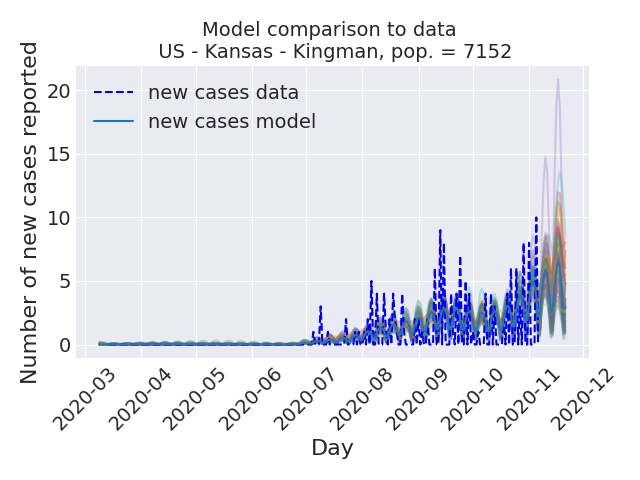 Model comparison to data
US - Kansas - Kingman, pop. = 7152
Number of new cases reported
20
15
10
5
0
new cases data
new cases model
2020-03
2020-04
2020-05
2020-06
2020-07
2020-08
2020-09
2020-10
2020-11
2020-12
Day